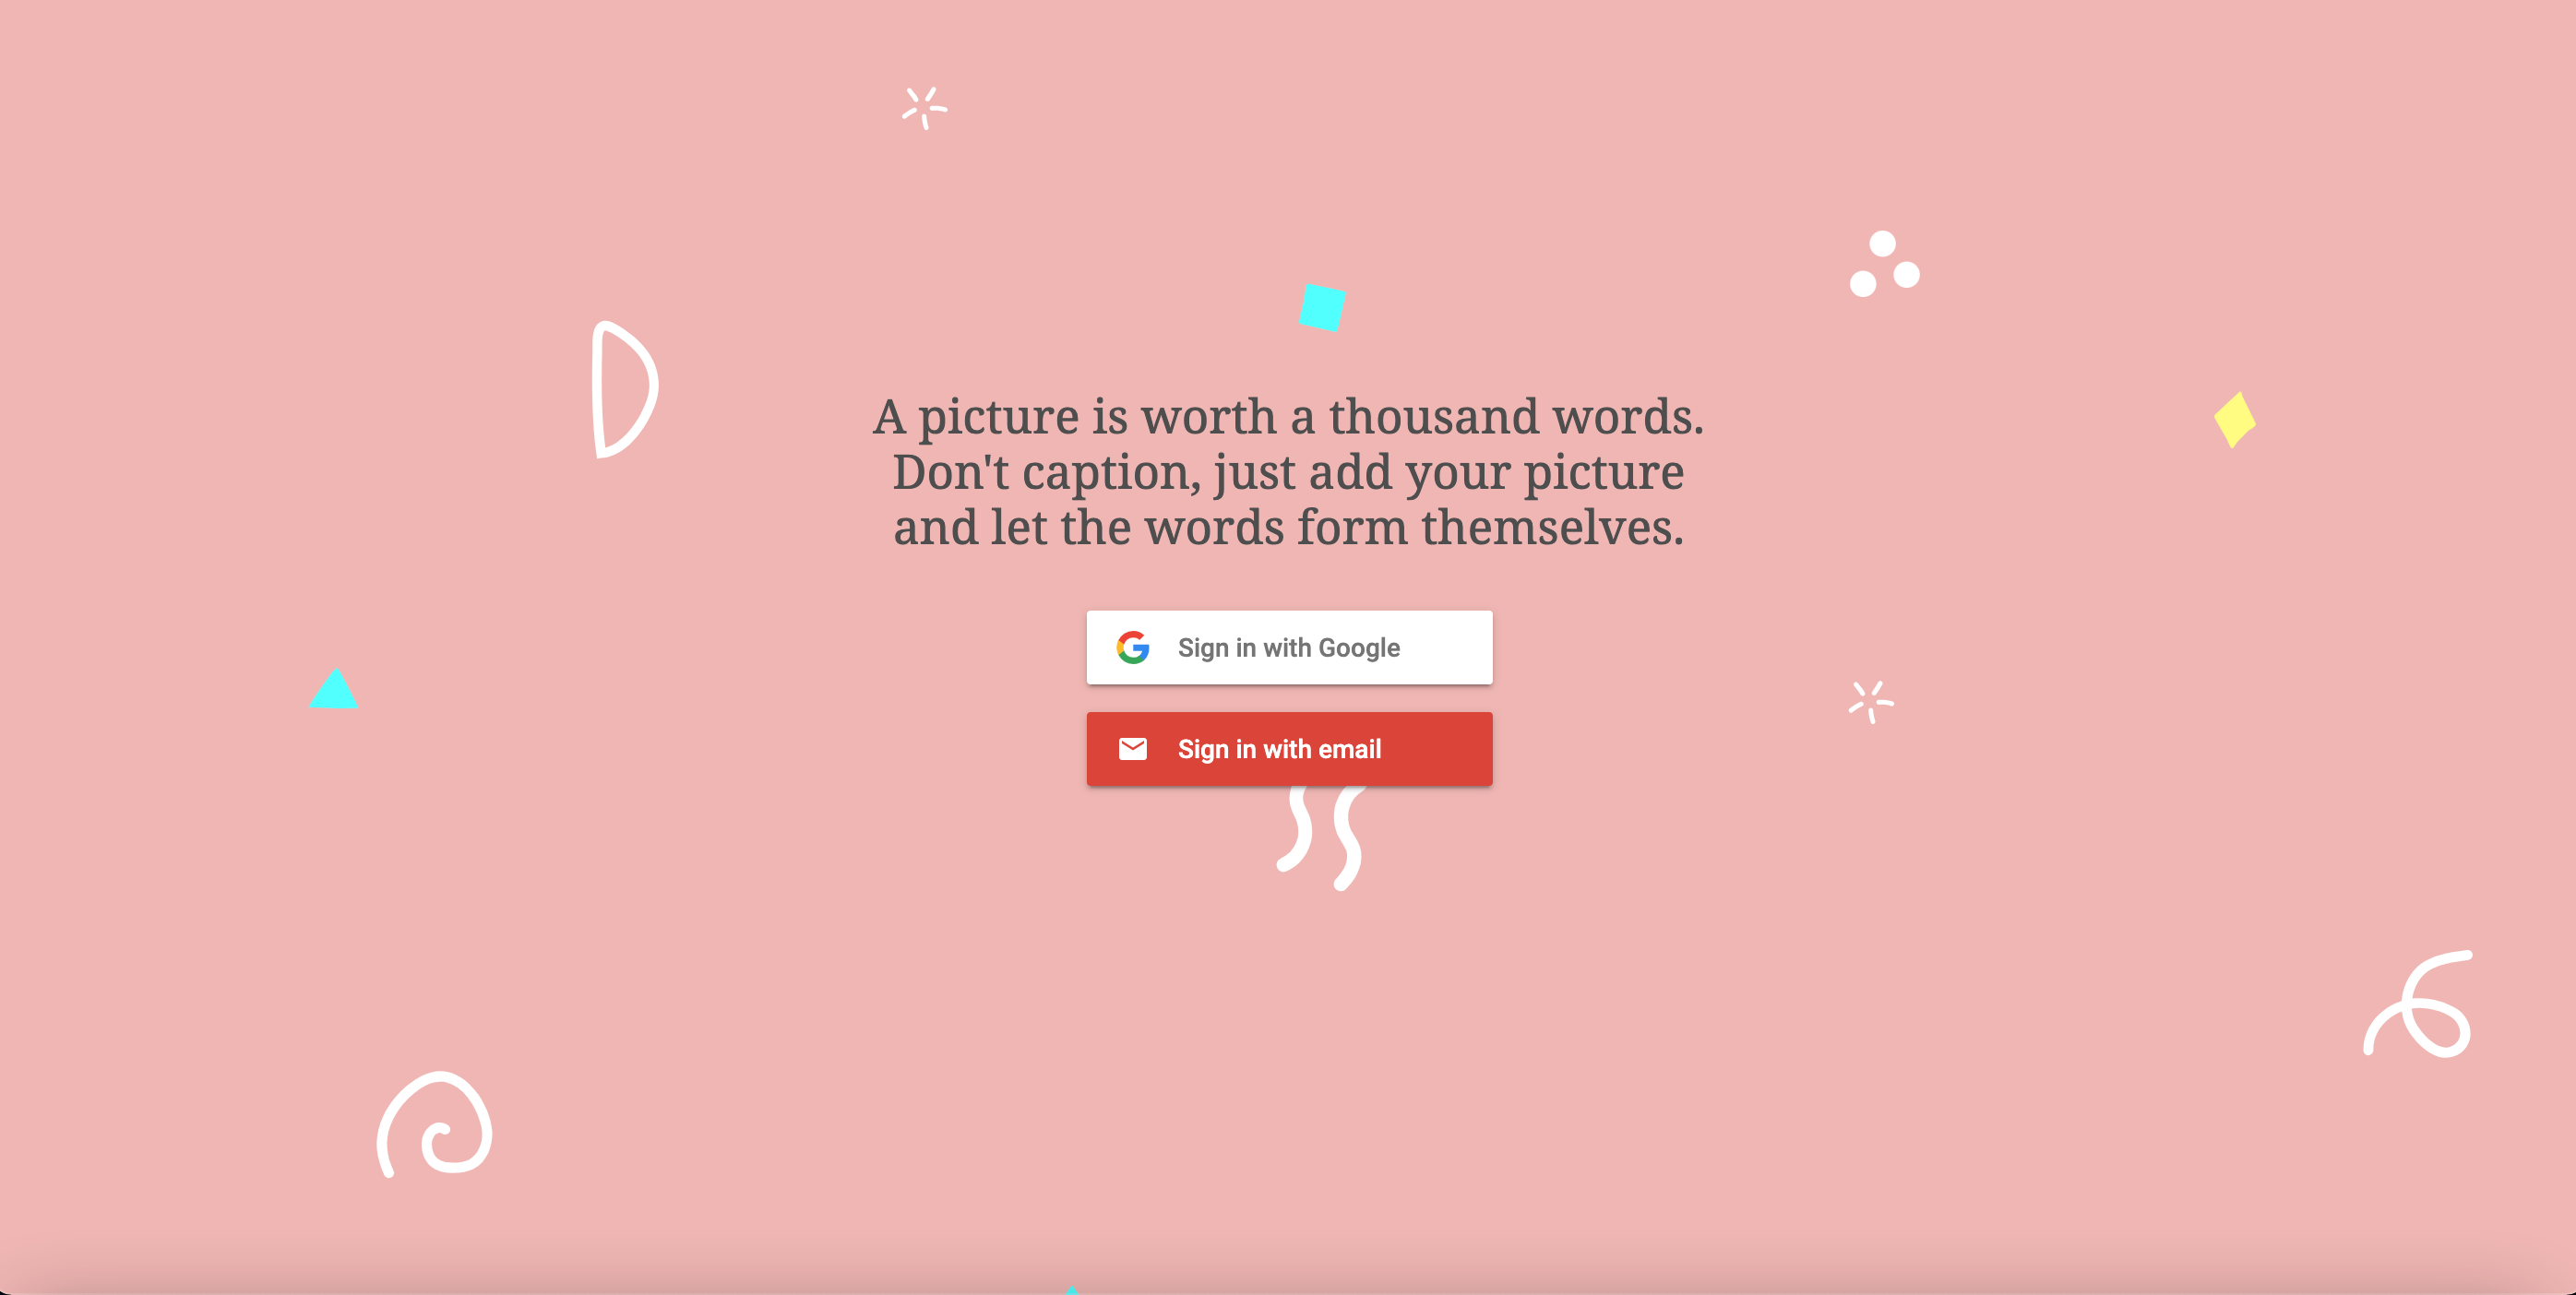 A picture is worth a thousand words.
Don't caption, just add your picture
and let the words form themselves.
Sign in with Google
Sign in with email